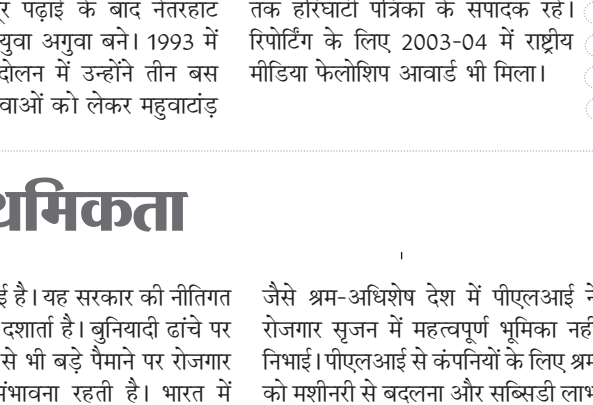 पढ़ाई के बाद नेतरहाट
युवा अगुवा बने। 1993 में
में उन्होंने तीन बस
को लेकर महुवाटांड़
तक हरिघाटी पत्रिका के संपादक रहे।
रिपोर्टिंग के लिए 2003-04 में राष्ट्रीय
मीडिया फेलोशिप आवार्ड भी मिला।
थमिकता
है। यह सरकार की नीतिगत
दशार्ता है। बुनियादी ढांचे पर
से भी बड़े पैमाने पर रोजगार
संभावना रहती है। भारत में
जैसे श्रम-अधिशेष देश में पीएलआई ने
रोजगार सृजन में महत्वपूर्ण भूमिका नहीं
निभाई। पीएलआई से कंपनियों के लिए श्रम
को मशीनरी से बदलना और सब्सिडी लाभ